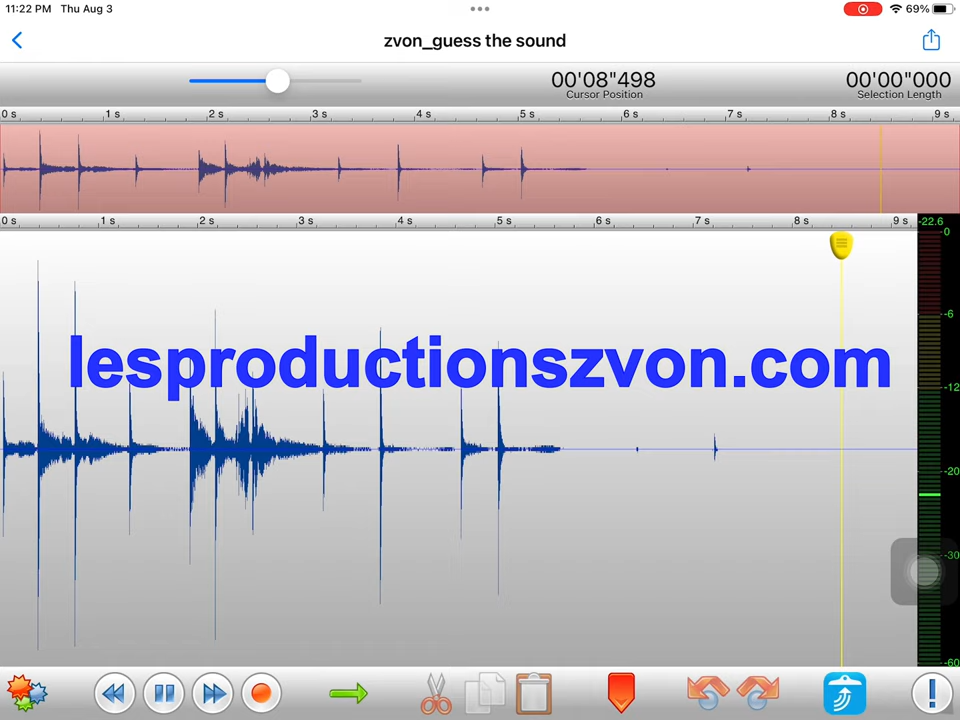 11:22 PM Thu Aug 3
69%
zvon_guess the sound
00'08"498
Cursor Position
00'00"000
Selection Length
0 s 1 s 2 s 3 s 4 s 5 s 6 s 7 s 8 s 9 s
0 s 1 s 2 s 3 s 4 s 5 s 6 s 7 s 8 s 9 s -22.6
0
-6
lesproductionszvon.com
-12
-20
-30
-60